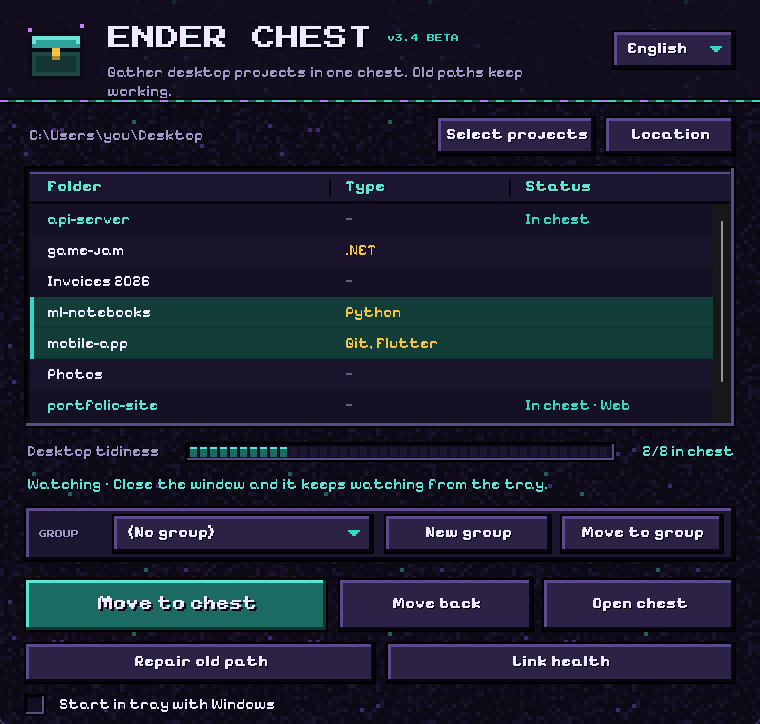 ENDER CHEST v3.4 BETA
English
Gather desktop projects in one chest. Old paths keep
working.
C:\Users\you\Desktop
Select projects
Location
Folder Type Status
api-server - In chest
game-jam .NET
Invoices 2026 -
ml-notebooks Python
mobile-app Git, Flutter
Photos -
portfolio-site - In chest · Web
Desktop tidiness 2/8 in chest
Watching · Close the window and it keeps watching from the tray.
GROUP (No group) New group Move to group
Move to chest Move back Open chest
Repair old path Link health
Start in tray with Windows